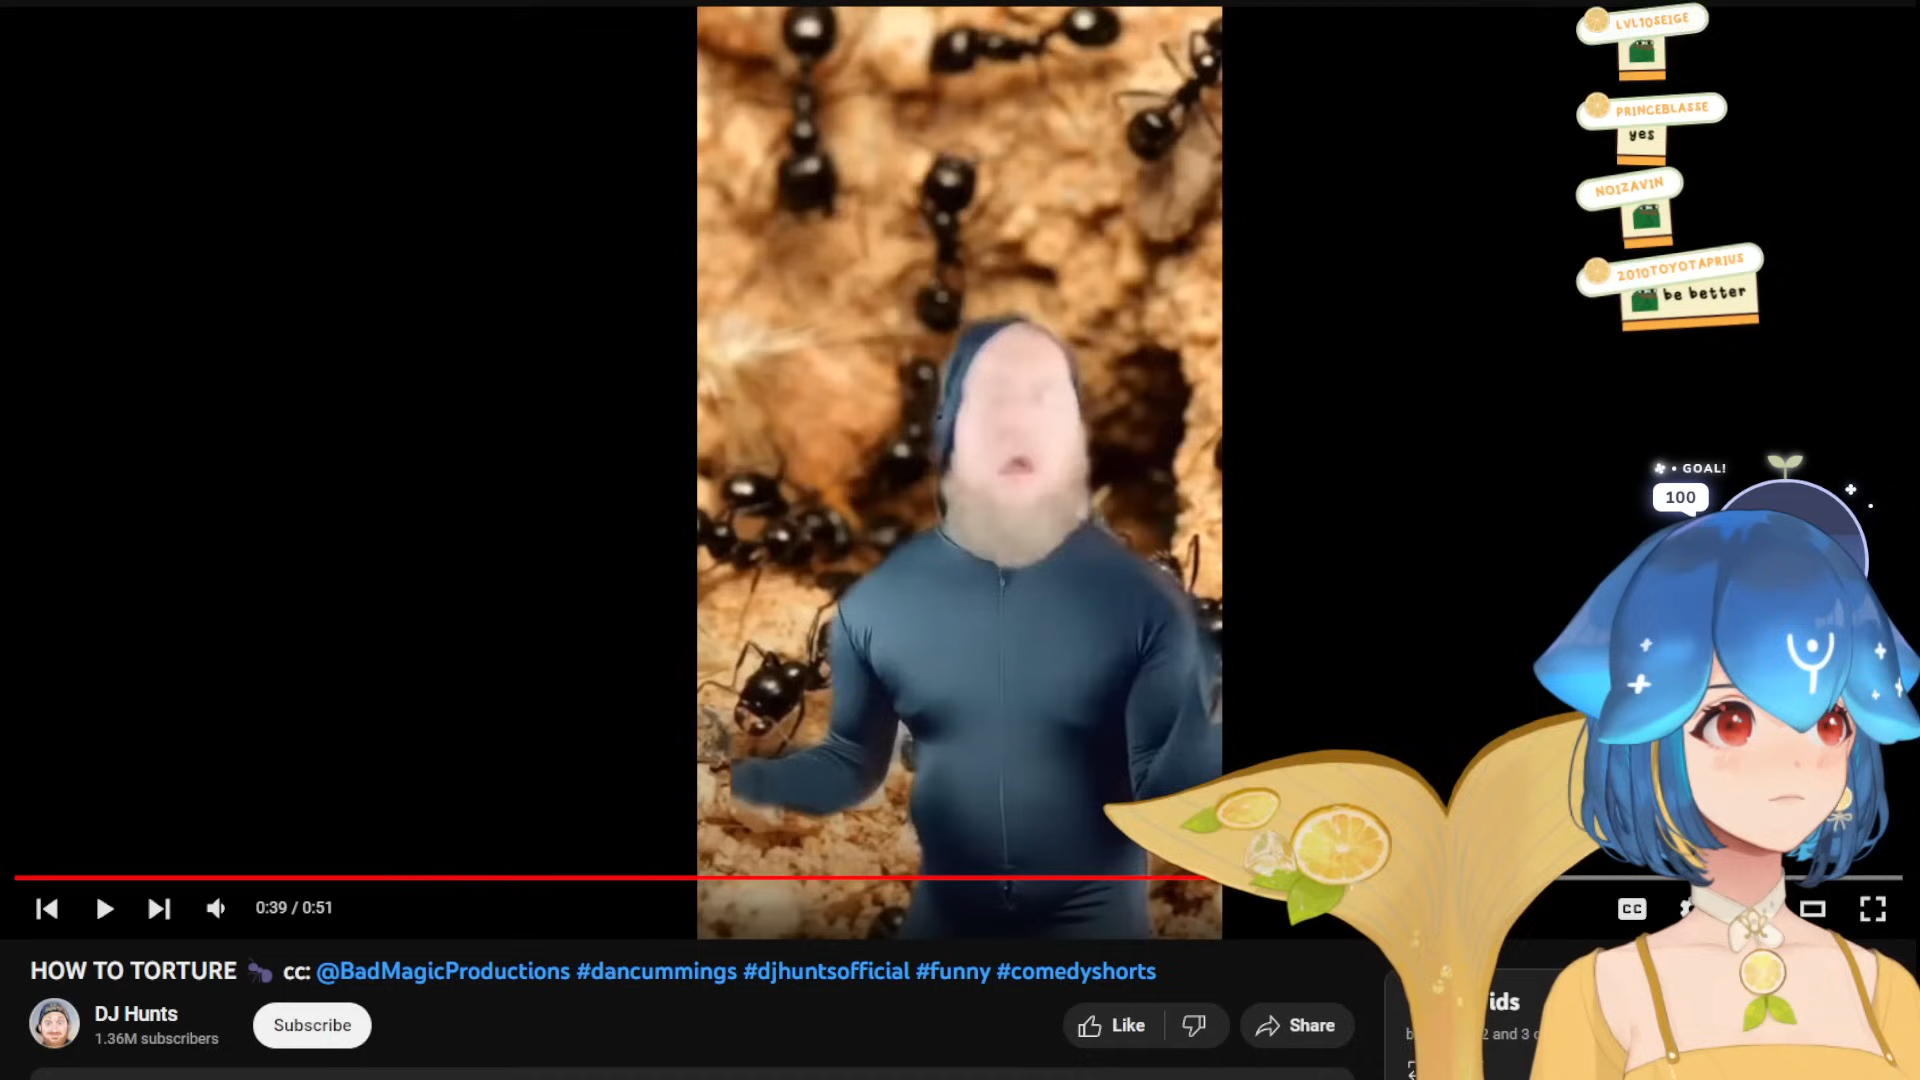 LVL10SEIGE
PRINCEBLASSE
yes
NOIZAVIN
2010TOYOTAPRIUS
be better
• GOAL!
100
0:39 / 0:51
CC
HOW TO TORTURE 🐜 cc: @BadMagicProductions #dancummings #djhuntsofficial #funny #comedyshorts
DJ Hunts
1.36M subscribers
Subscribe
Like
Share
ids
2 and 3